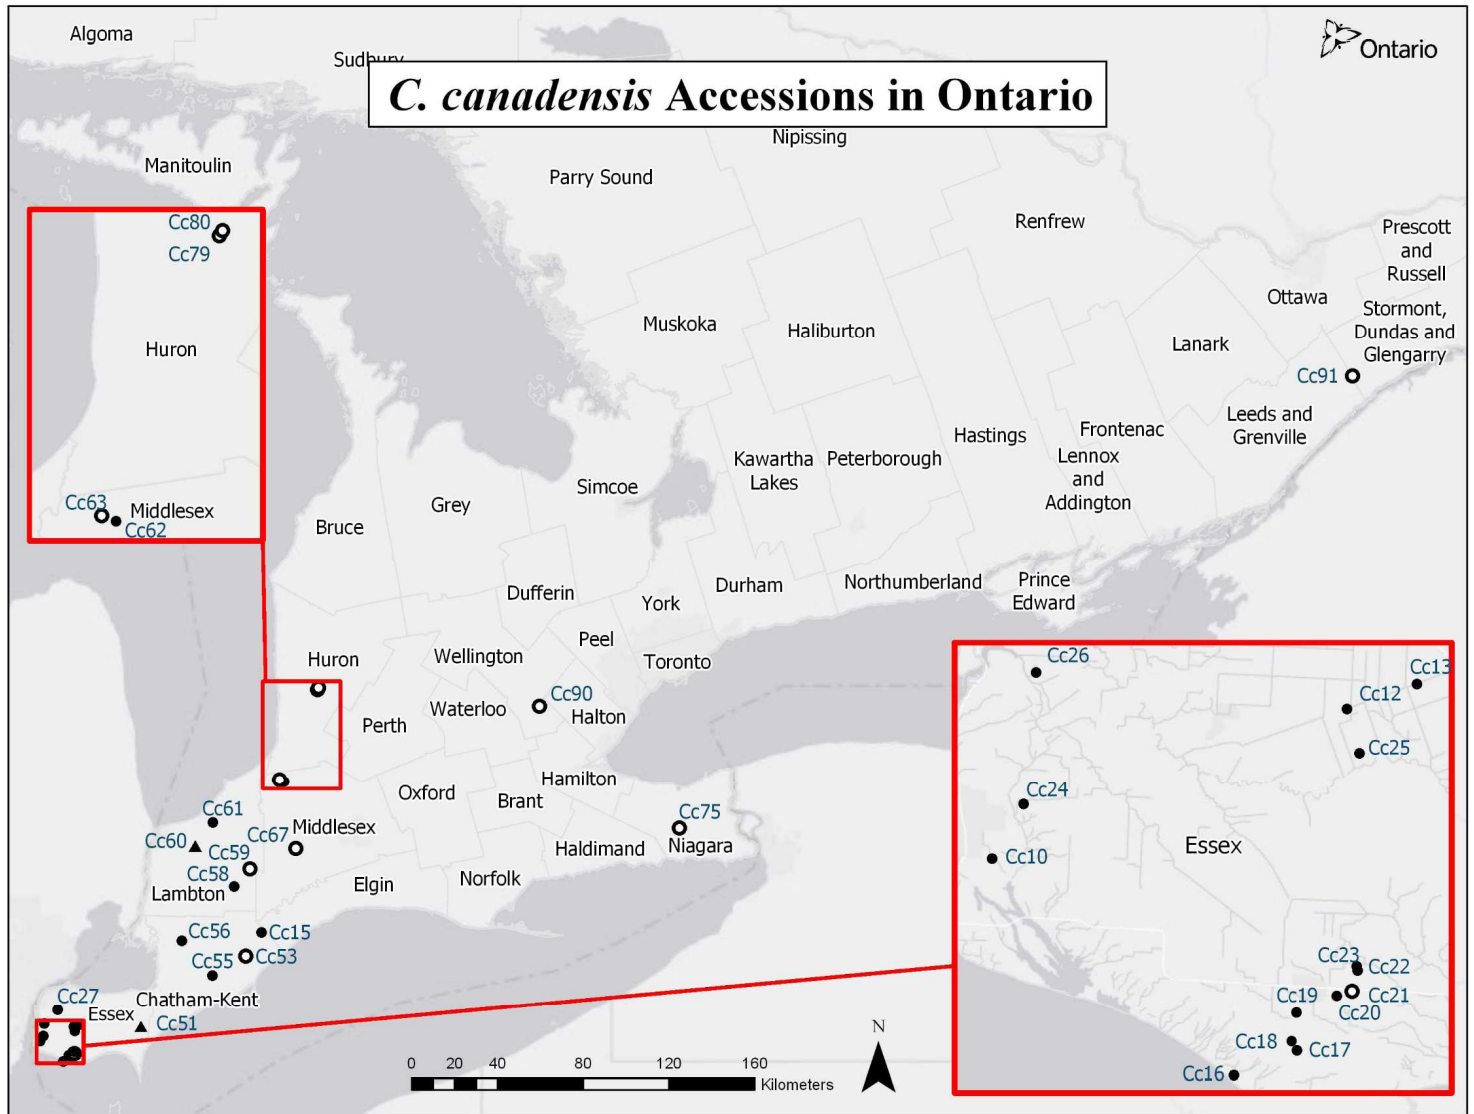 Algoma
Sudbury
Ontario
C. canadensis Accessions in Ontario
Nipissing
Manitoulin
Parry Sound
Renfrew
Prescott
and
Russell
Cc80
Cc79
Ottawa
Stormont,
Dundas and
Glengarry
Muskoka
Haliburton
Lanark
Huron
Cc91
Leeds and
Grenville
Frontenac
Hastings
Lennox
and
Addington
Kawartha
Lakes
Peterborough
Simcoe
Grey
Bruce
Cc63
Middlesex
Cc62
Dufferin
Durham
Northumberland
Prince
Edward
York
Peel
Toronto
Huron
Wellington
Cc90
Waterloo
Halton
Perth
Hamilton
Oxford
Brant
Cc61
Cc67
Middlesex
Cc60
Cc59
Cc75
Niagara
Haldimand
Cc58
Lambton
Elgin
Norfolk
Cc56
Cc15
Cc53
Cc55
Cc27
Chatham-Kent
Essex
Cc51
Cc26
Cc13
Cc12
Cc25
Cc24
Essex
Cc10
Cc23
Cc22
Cc19
Cc21
Cc20
Cc18
Cc17
Cc16
N
0 20 40 80 120 160
Kilometers